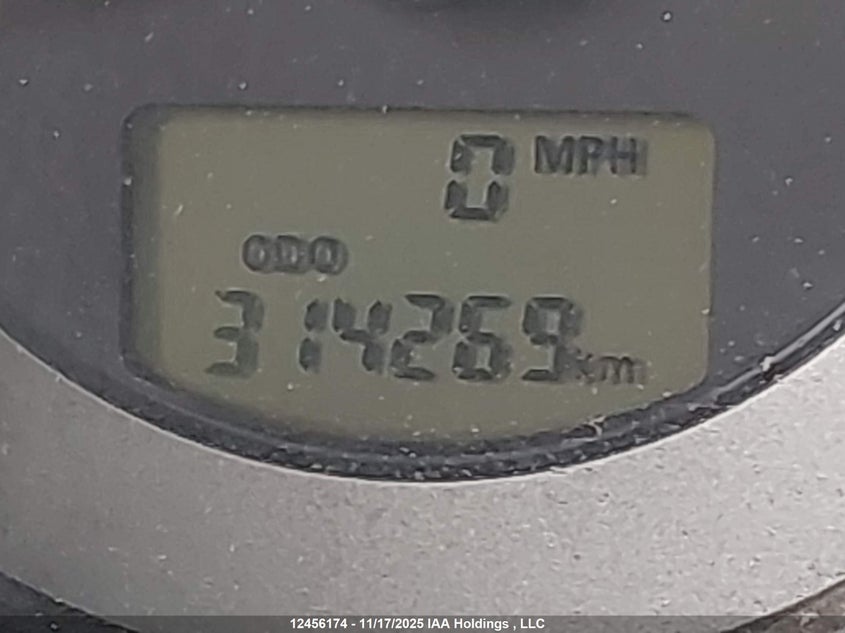 0 MPH
ODO
314269 km
12456174 - 11/17/2025 IAA Holdings , LLC